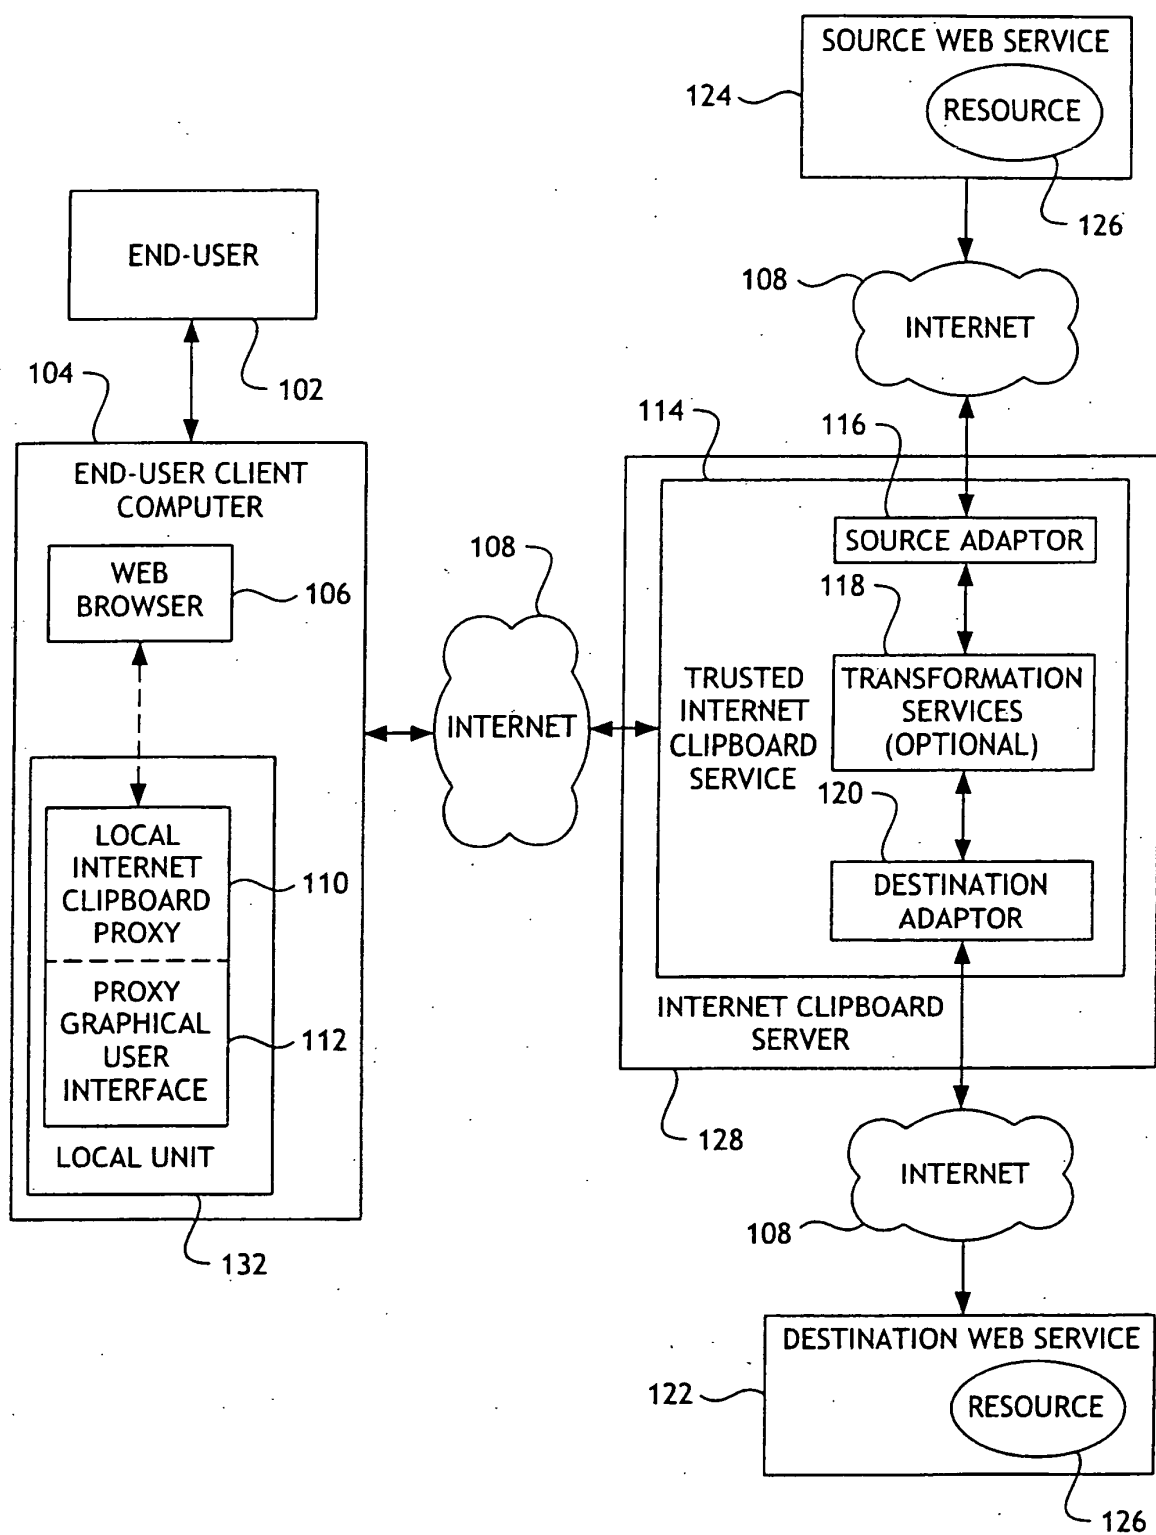 SOURCE WEB SERVICE
RESOURCE
124
126
END-USER
102
108
INTERNET
104
END-USER CLIENT
COMPUTER
WEB
BROWSER
106
LOCAL
INTERNET
CLIPBOARD
PROXY
110
PROXY
GRAPHICAL
USER
INTERFACE
112
LOCAL UNIT
132
108
INTERNET
114
116
SOURCE ADAPTOR
118
TRUSTED
INTERNET
CLIPBOARD
SERVICE
TRANSFORMATION
SERVICES
(OPTIONAL)
120
DESTINATION
ADAPTOR
INTERNET CLIPBOARD
SERVER
128
INTERNET
108
DESTINATION WEB SERVICE
RESOURCE
122
126